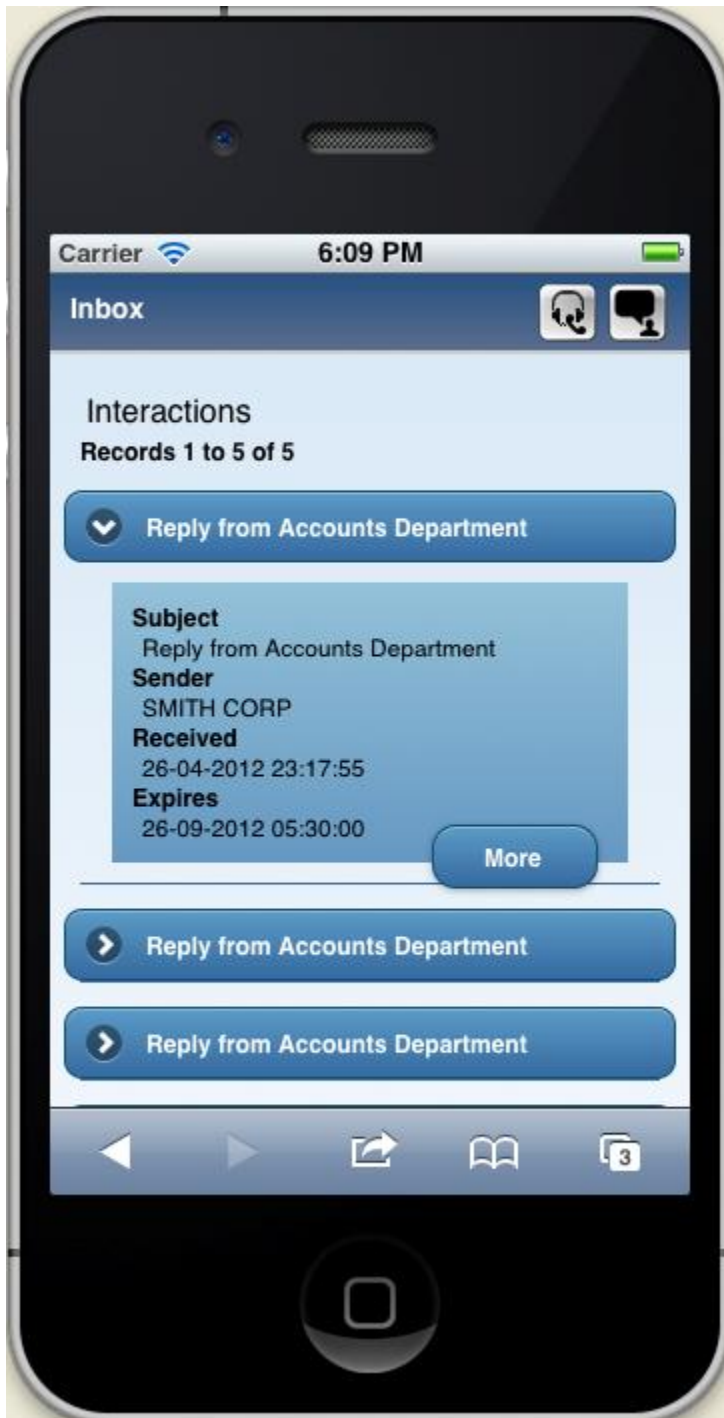 Carrier 6:09 PM
Inbox
Interactions
Records 1 to 5 of 5
Reply from Accounts Department
Subject
Reply from Accounts Department
Sender
SMITH CORP
Received
26-04-2012 23:17:55
Expires
26-09-2012 05:30:00
More
Reply from Accounts Department
Reply from Accounts Department
3